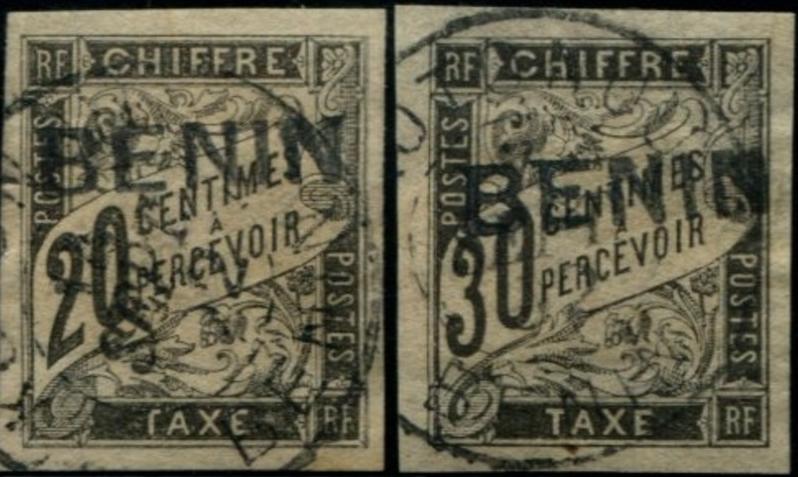 RF CHIFFRE
POSTES
BENIN
20 CENTIMES
À
PERCEVOIR
POSTES
TAXE RF
RF CHIFFRE
POSTES
BENIN
30 CENTIMES
À
PERCEVOIR
POSTES
TAXE RF